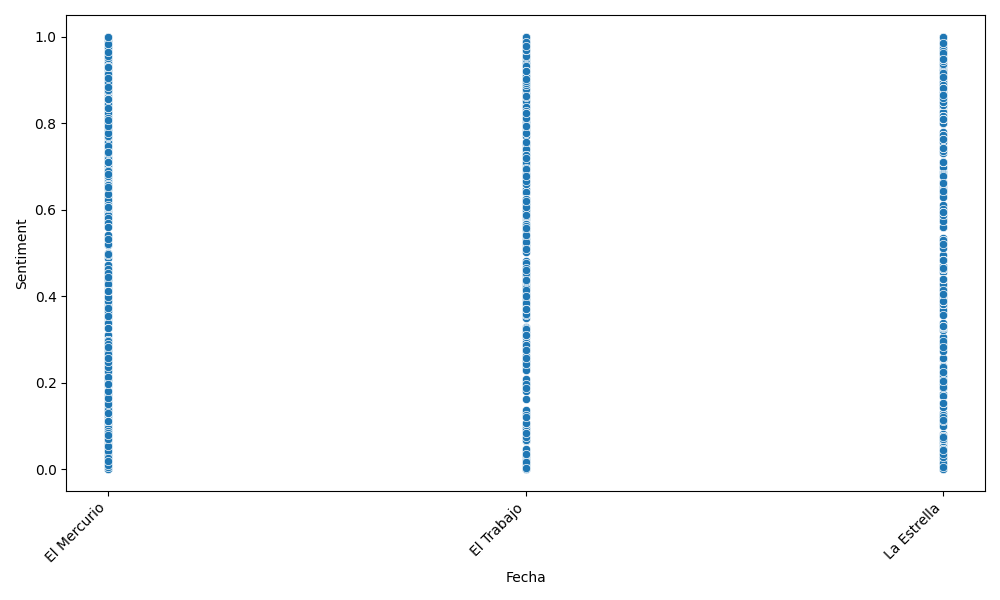 1.0
0.8
0.6
0.4
0.2
0.0
Sentiment
El Mercurio
El Trabajo
La Estrella
Fecha